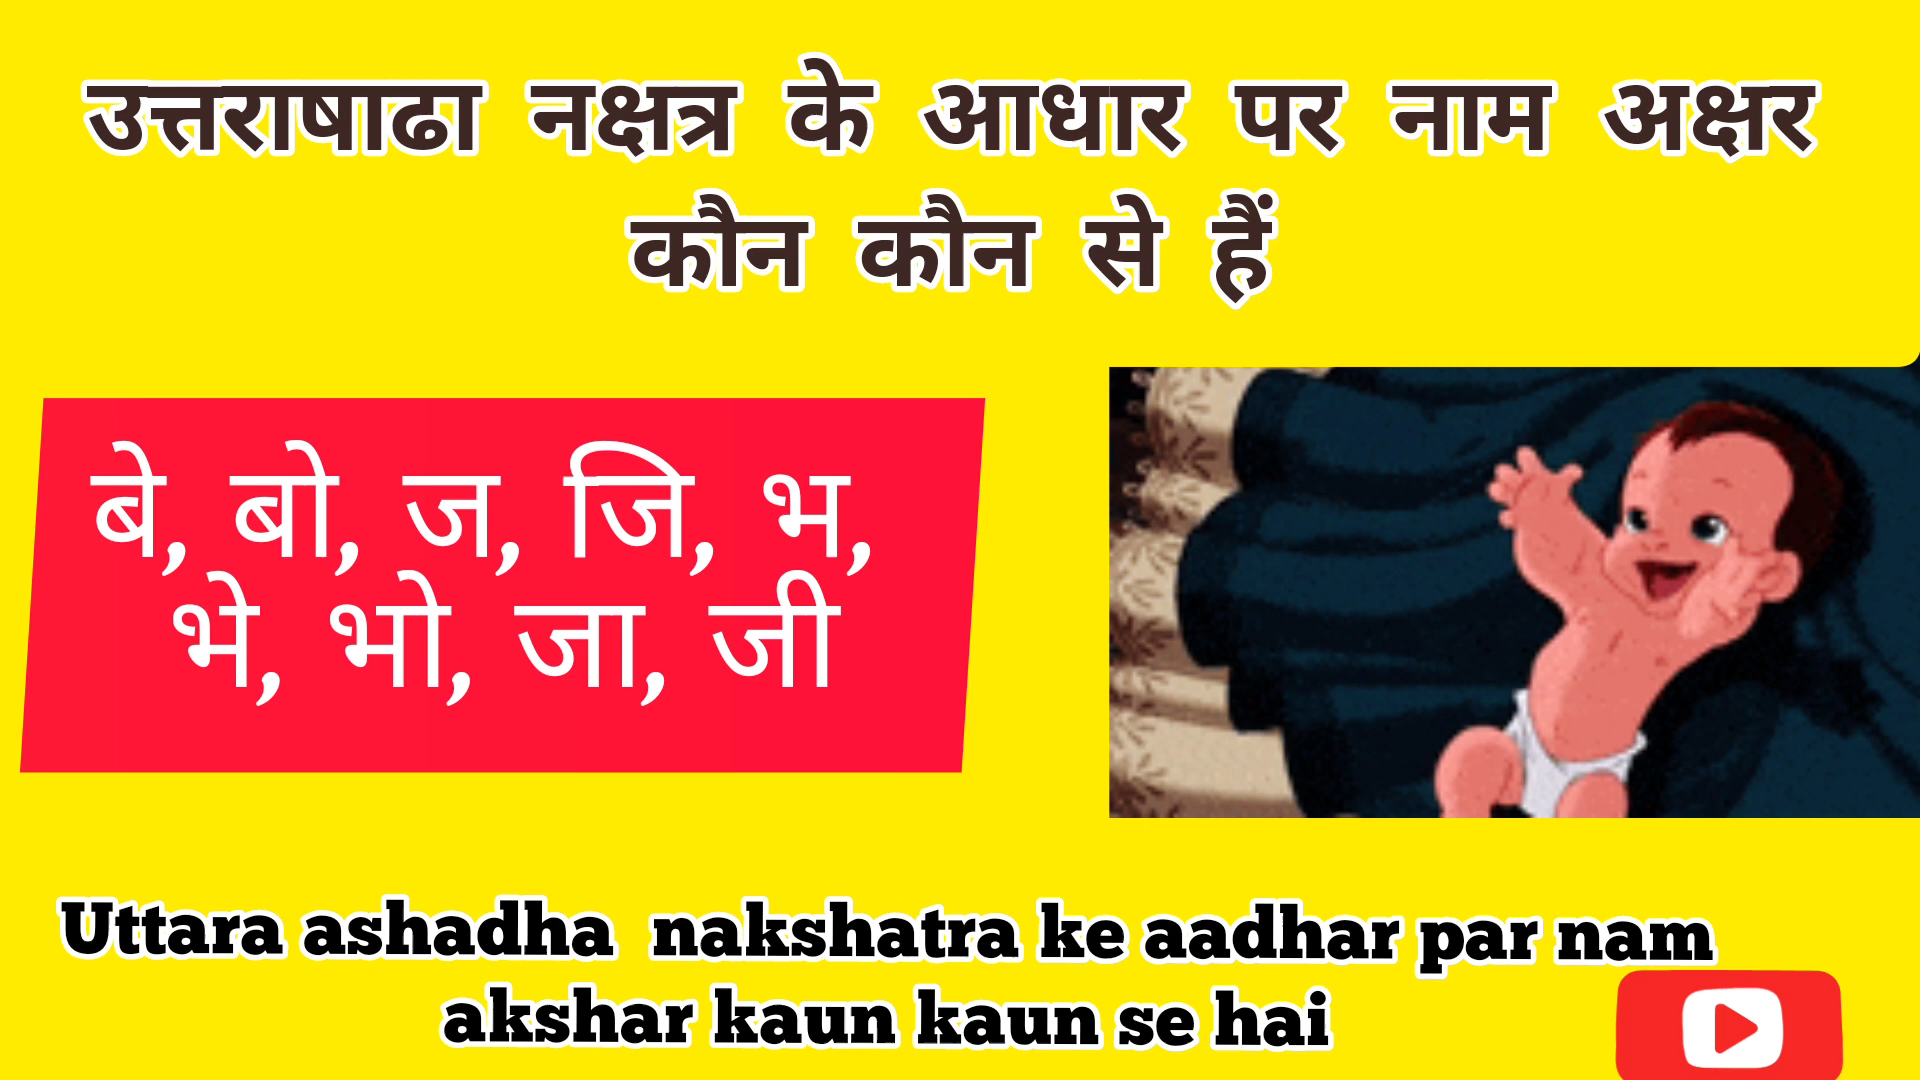 उत्तराषाढा नक्षत्र के आधार पर नाम अक्षर
कौन कौन से हैं
बे, बो, ज, जि, भ,
भे, भो, जा, जी
Uttara ashadha nakshatra ke aadhar par nam
akshar kaun kaun se hai